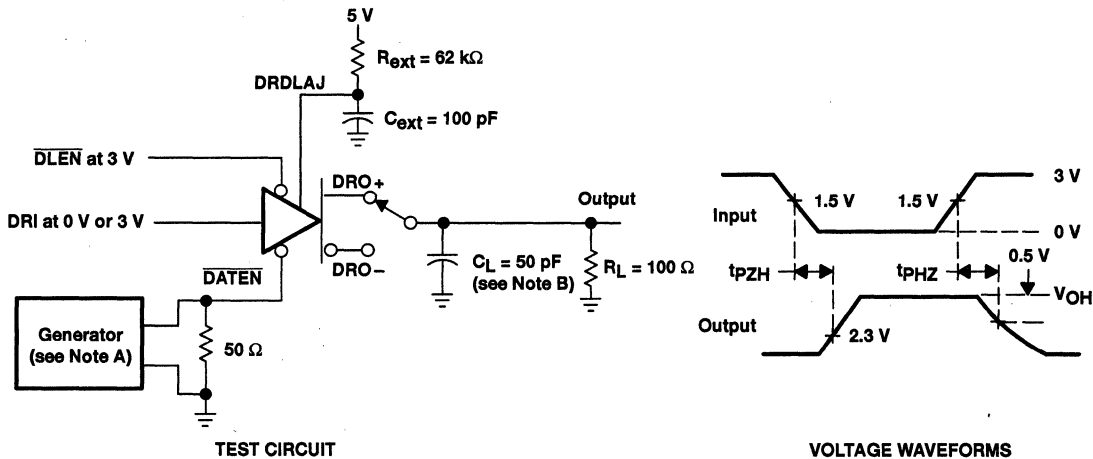 5 V
Rext = 62 kΩ
DRDLAJ
Cext = 100 pF
DLEN at 3 V
DRO+
DRI at 0 V or 3 V
Output
DRO–
DATEN
CL = 50 pF
(see Note B)
RL = 100 Ω
Generator
(see Note A)
50 Ω
TEST CIRCUIT
3 V
1.5 V
1.5 V
Input
0 V
tPZH
tPHZ
0.5 V
VOH
Output
2.3 V
VOLTAGE WAVEFORMS